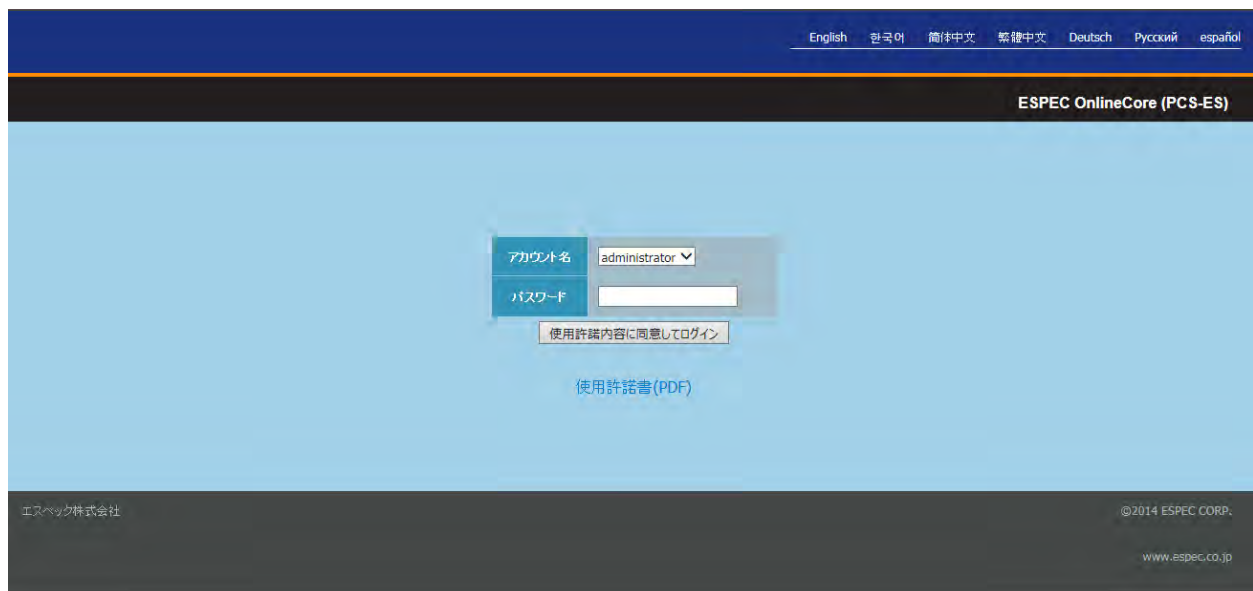 English 한국어 簡体中文 繁體中文 Deutsch Русский español
ESPEC OnlineCore (PCS-ES)
アカウント名 administrator
パスワード
使用許諾内容に同意してログイン
使用許諾書(PDF)
エスペック株式会社 ©2014 ESPEC CORP.
www.espec.co.jp